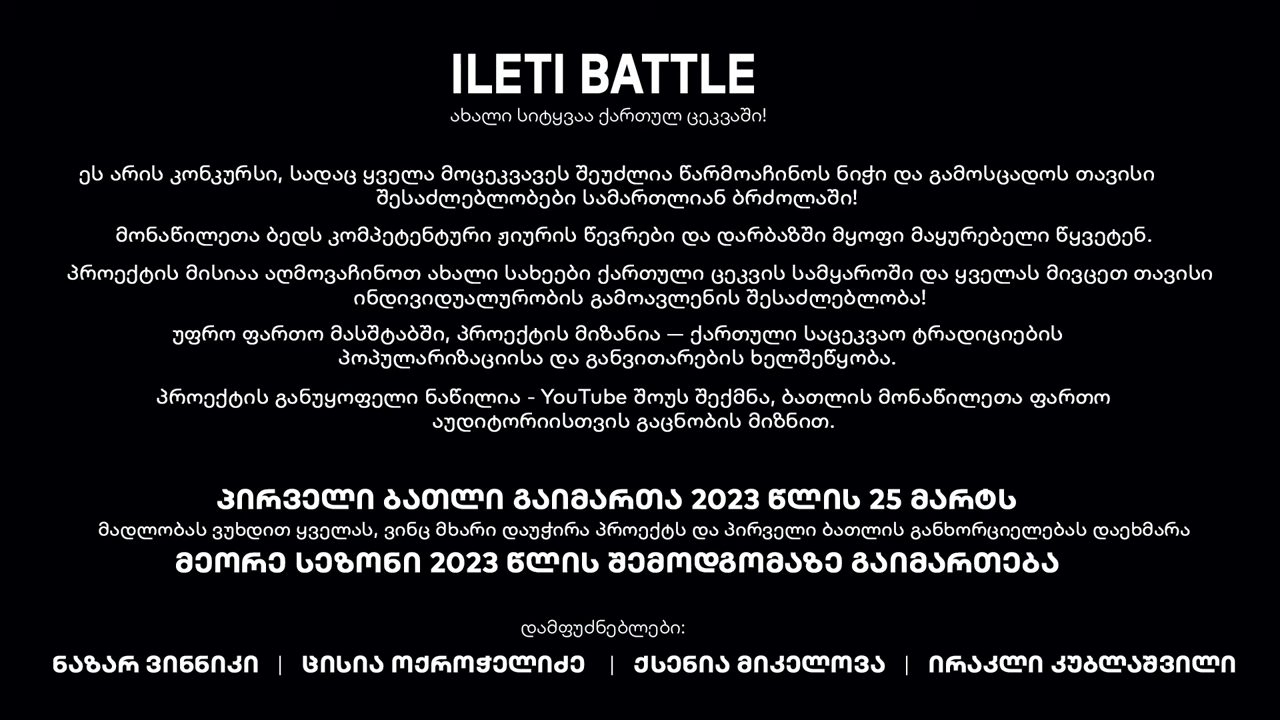 ILETI BATTLE
ახალი სიტყვაა ქართულ ცეკვაში!
ეს არის კონკურსი, სადაც ყველა მოცეკვავეს შეუძლია წარმოაჩინოს ნიჭი და გამოსცადოს თავისი
შესაძლებლობები სამართლიან ბრძოლაში!
მონაწილეთა ბედს კომპეტენტური ჟიურის წევრები და დარბაზში მყოფი მაყურებელი წყვეტენ.
პროექტის მისიაა აღმოვაჩინოთ ახალი სახეები ქართული ცეკვის სამყაროში და ყველას მივცეთ თავისი
ინდივიდუალურობის გამოავლენის შესაძლებლობა!
უფრო ფართო მასშტაბში, პროექტის მიზანია — ქართული საცეკვაო ტრადიციების
პოპულარიზაციისა და განვითარების ხელშეწყობა.
პროექტის განუყოფელი ნაწილია - YouTube შოუს შექმნა, ბათლის მონაწილეთა ფართო
აუდიტორიისთვის გაცნობის მიზნით.
პირველი ბათლი გაიმართა 2023 წლის 25 მარტს
მადლობას ვუხდით ყველას, ვინც მხარი დაუჭირა პროექტს და პირველი ბათლის განხორციელებას დაეხმარა
მეორე სეზონი 2023 წლის შემოდგომაზე გაიმართება
დამფუძნებლები:
ნაზარ ვინნიკი | ცისია ოქროჭელიძე | ქსენია მიკელოვა | ირაკლი კუბლაშვილი